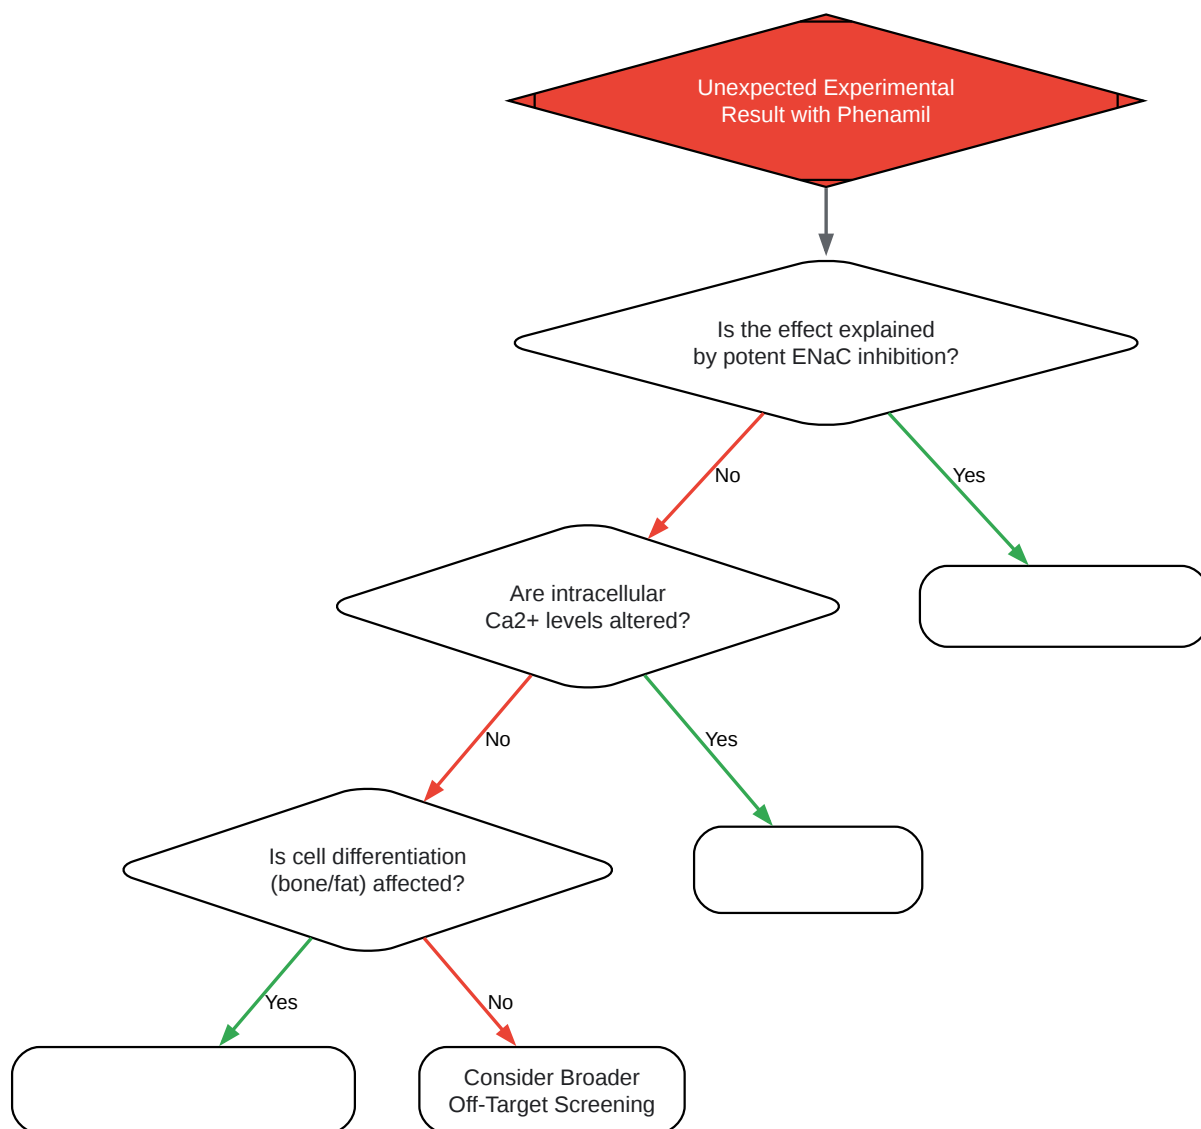 Unexpected Experimental
Result with Phenamil
Is the effect explained
by potent ENaC inhibition?
No
Yes
Are intracellular
Ca2+ levels altered?
No
Yes
Is cell differentiation
(bone/fat) affected?
Yes
No
Consider Broader
Off-Target Screening